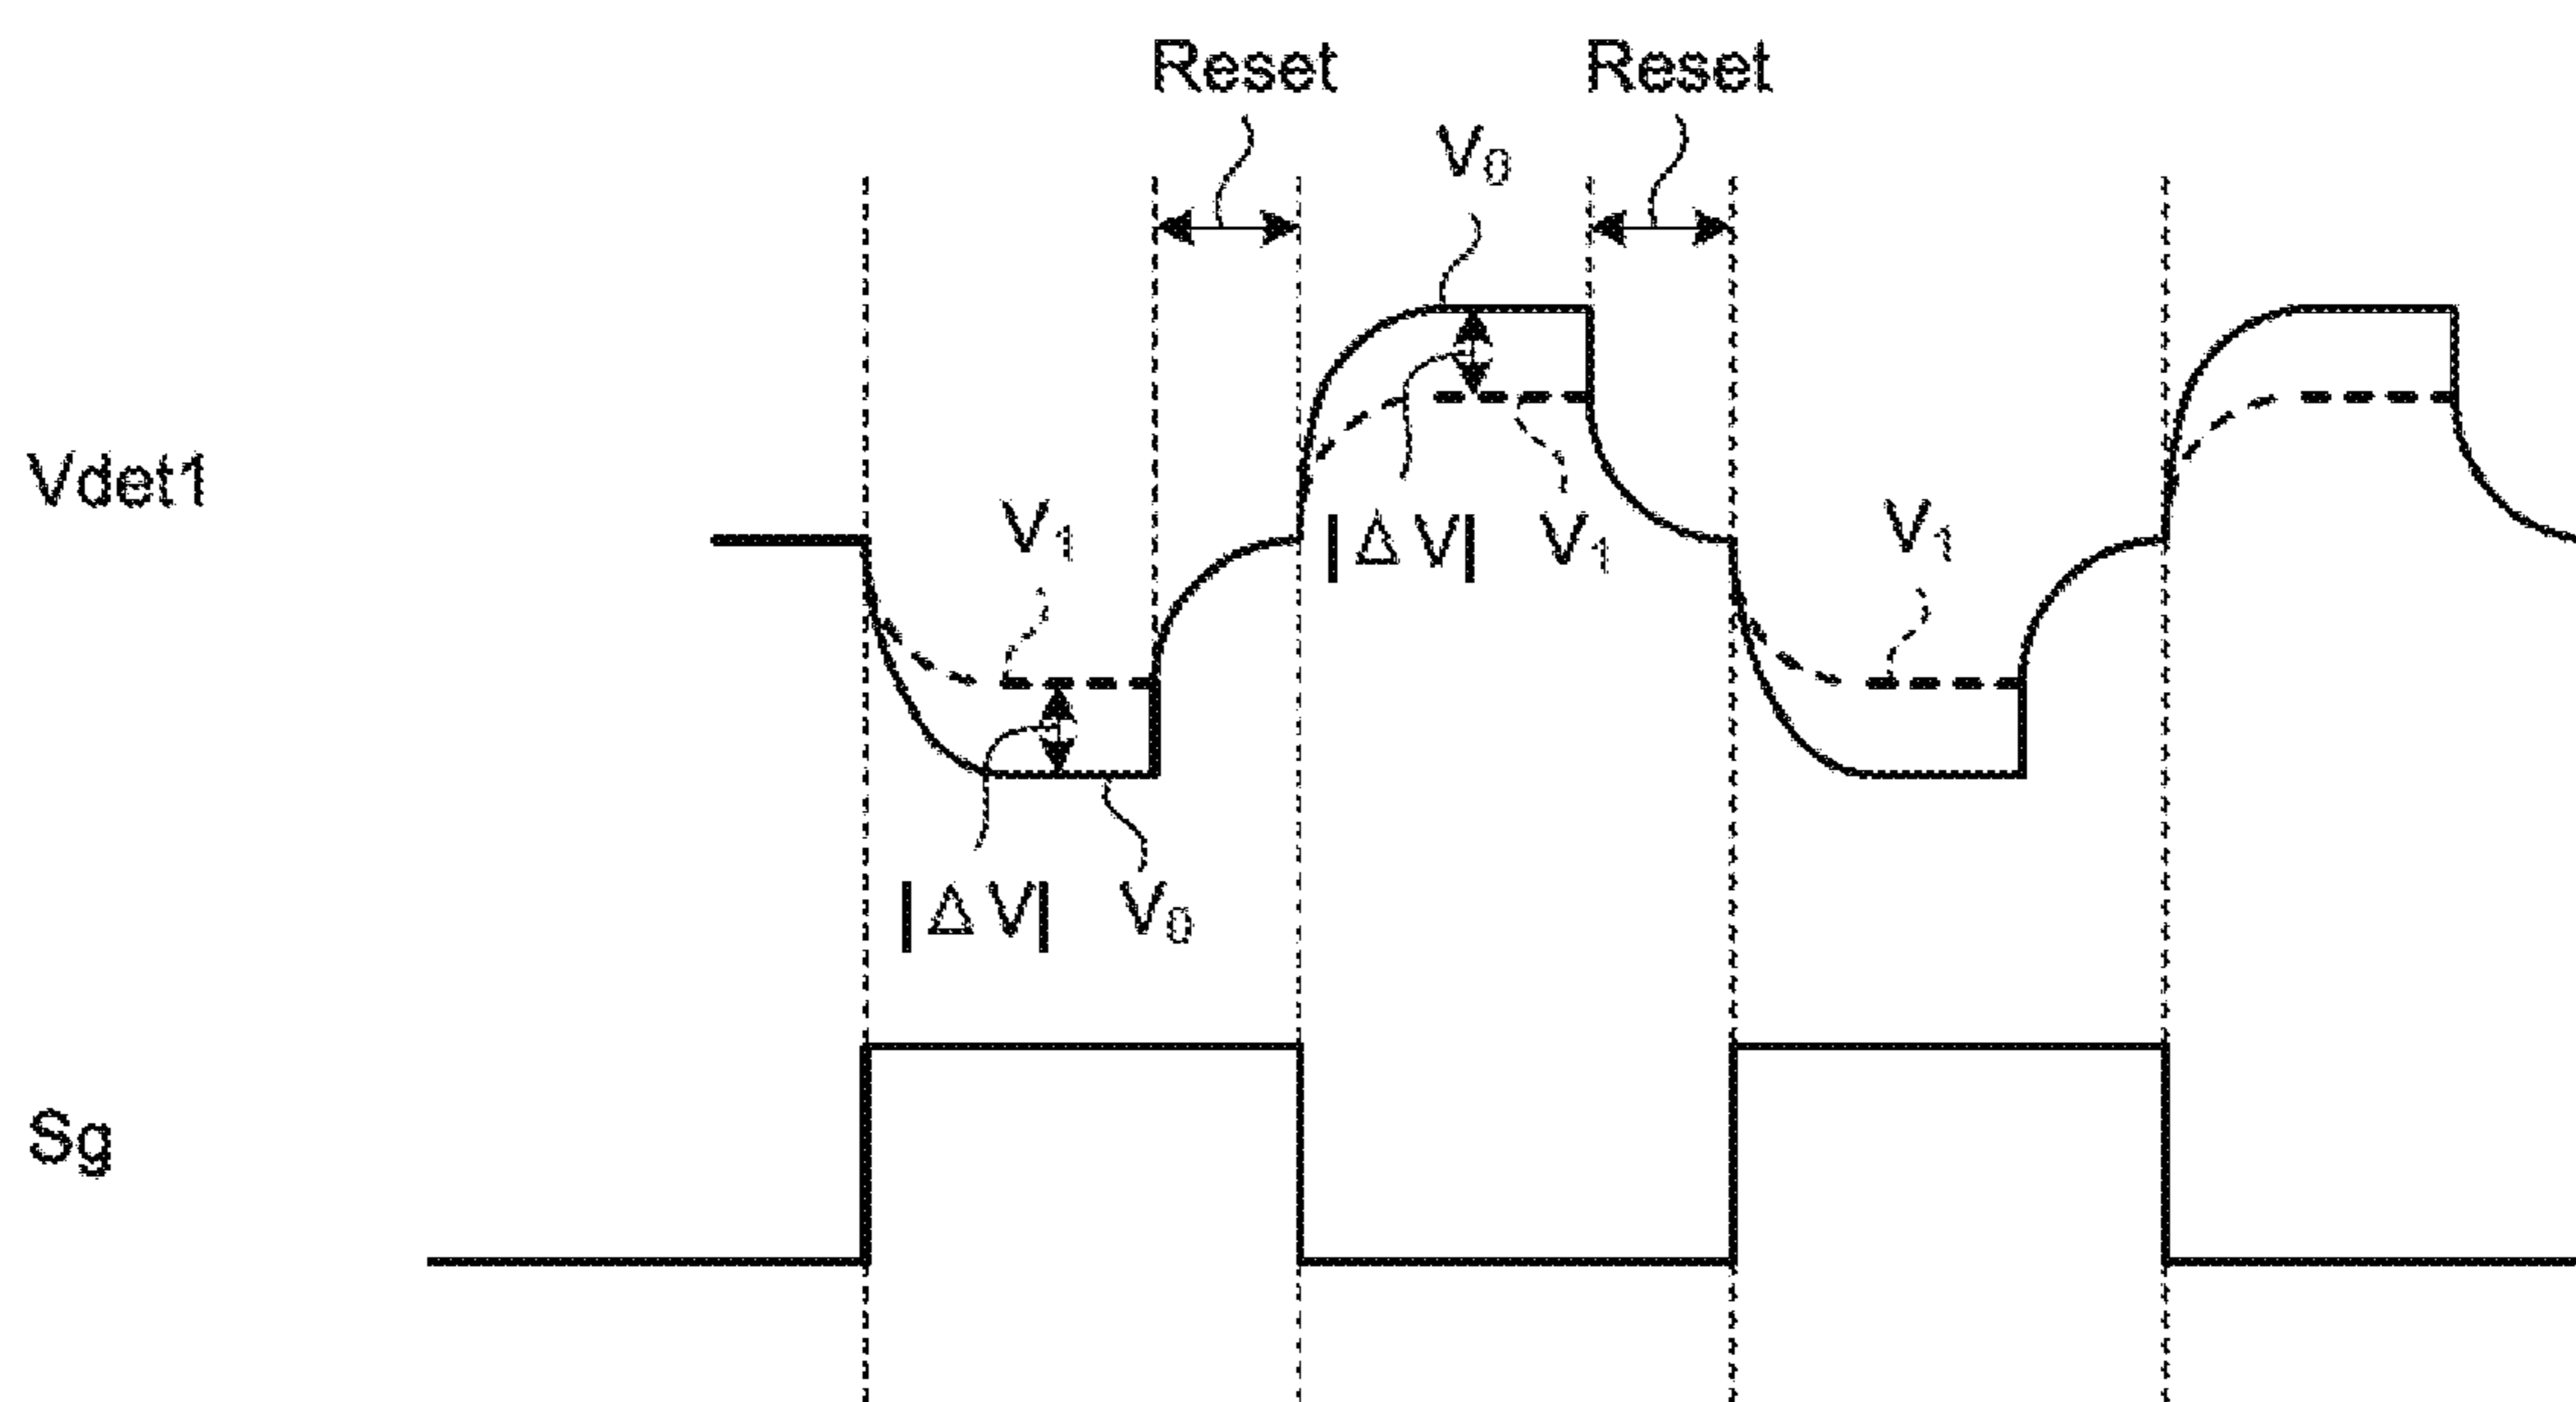 Reset Reset
V₀
Vdet1
V₁ |ΔV| V₁ V₁
|ΔV| V₀
Sg